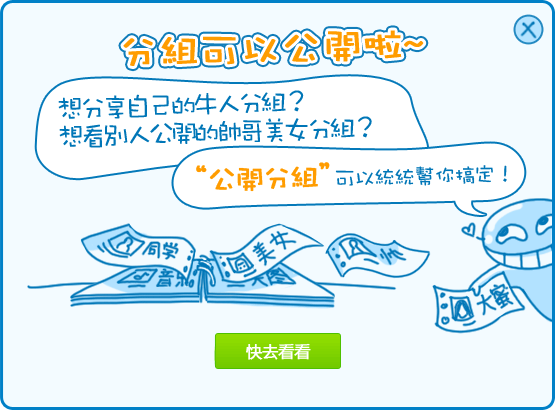 分組可以公開啦~
想分享自己的牛人分組?
想看別人公開的帥哥美女分組?
“公開分組”可以統統幫你搞定!
同学
美女
音
大蜜
快去看看